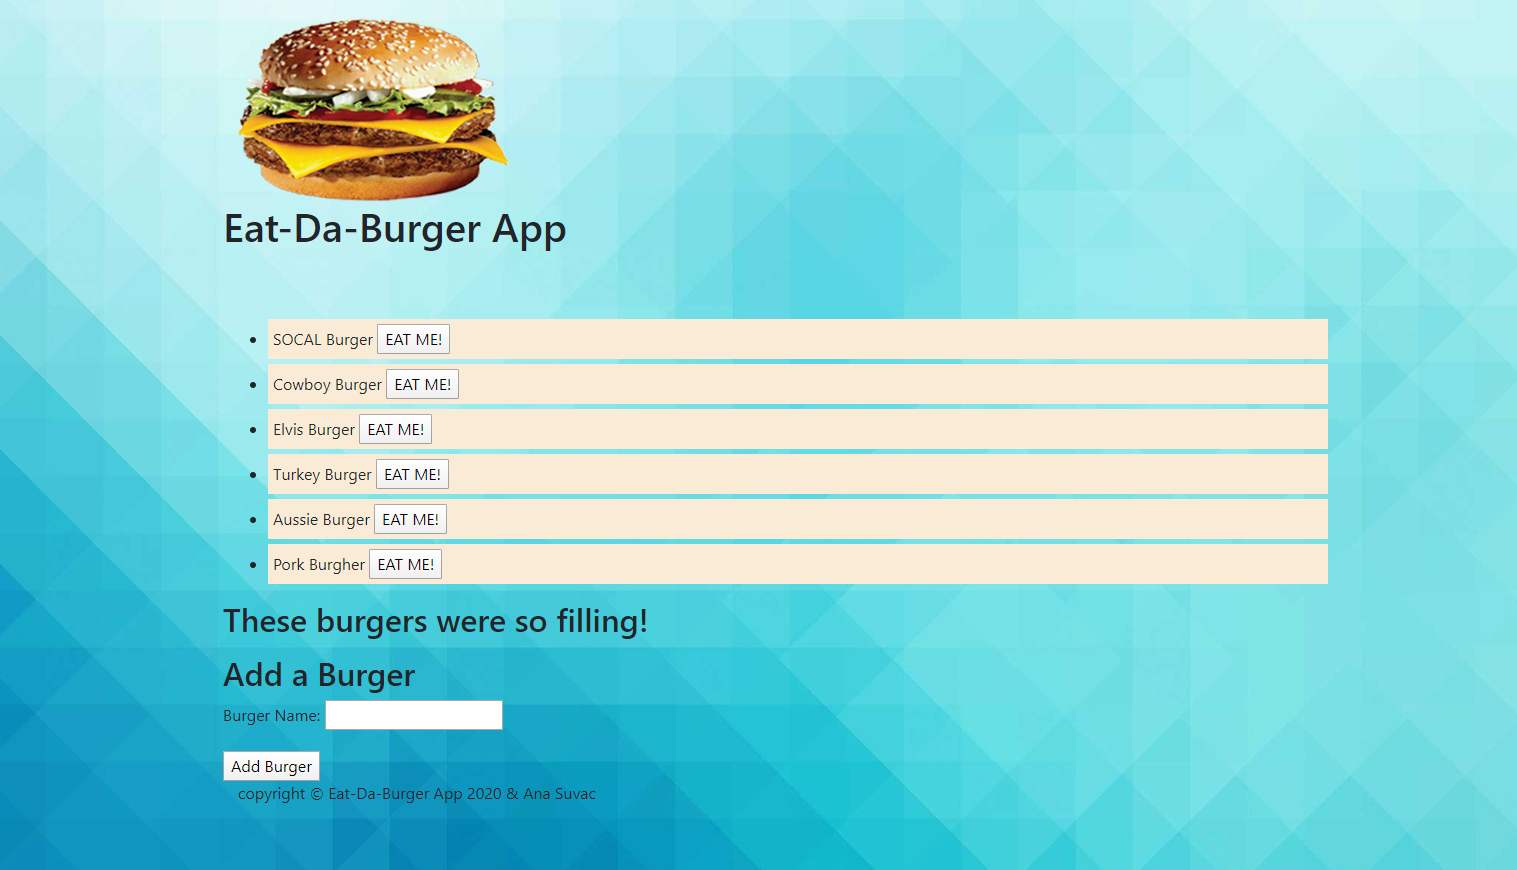 Eat-Da-Burger App
SOCAL Burger EAT ME!
Cowboy Burger EAT ME!
Elvis Burger EAT ME!
Turkey Burger EAT ME!
Aussie Burger EAT ME!
Pork Burgher EAT ME!
These burgers were so filling!
Add a Burger
Burger Name:
Add Burger
copyright © Eat-Da-Burger App 2020 & Ana Suvac